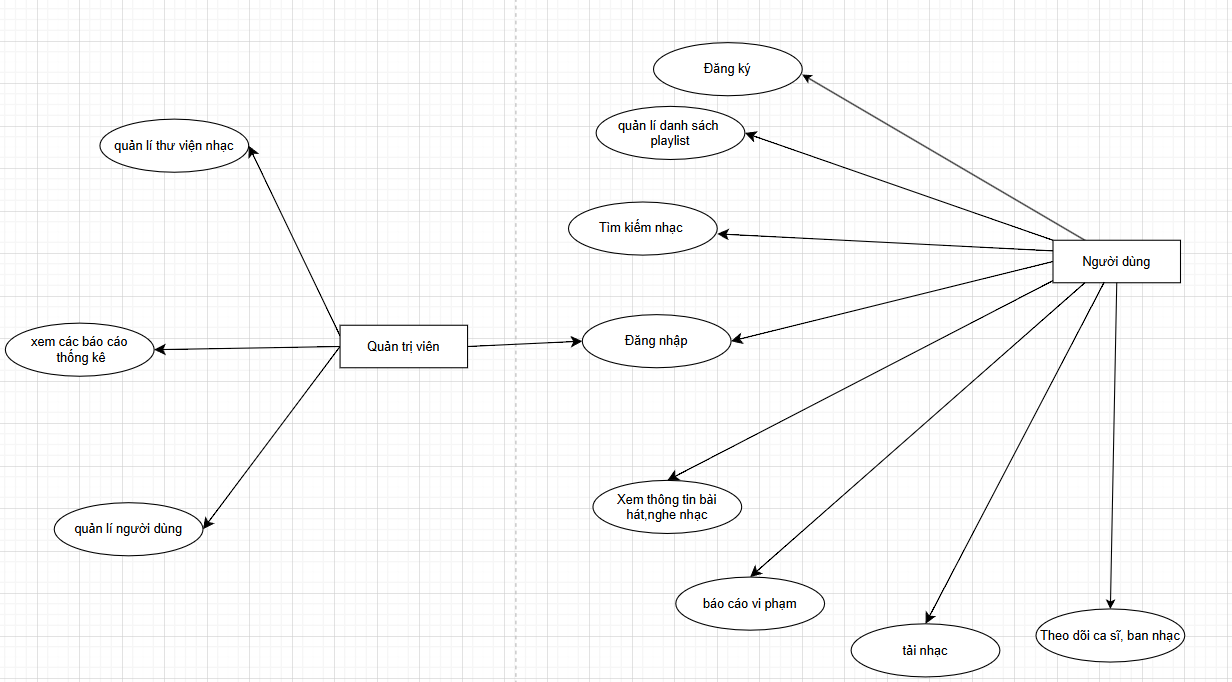 Đăng ký
quản lí danh sách
playlist
quản lí thư viện nhạc
Tìm kiếm nhạc
Người dùng
xem các báo cáo
thống kê
Quản trị viên
Đăng nhập
Xem thông tin bài
hát,nghe nhạc
quản lí người dùng
báo cáo vi phạm
tải nhạc
Theo dõi ca sĩ, ban nhạc